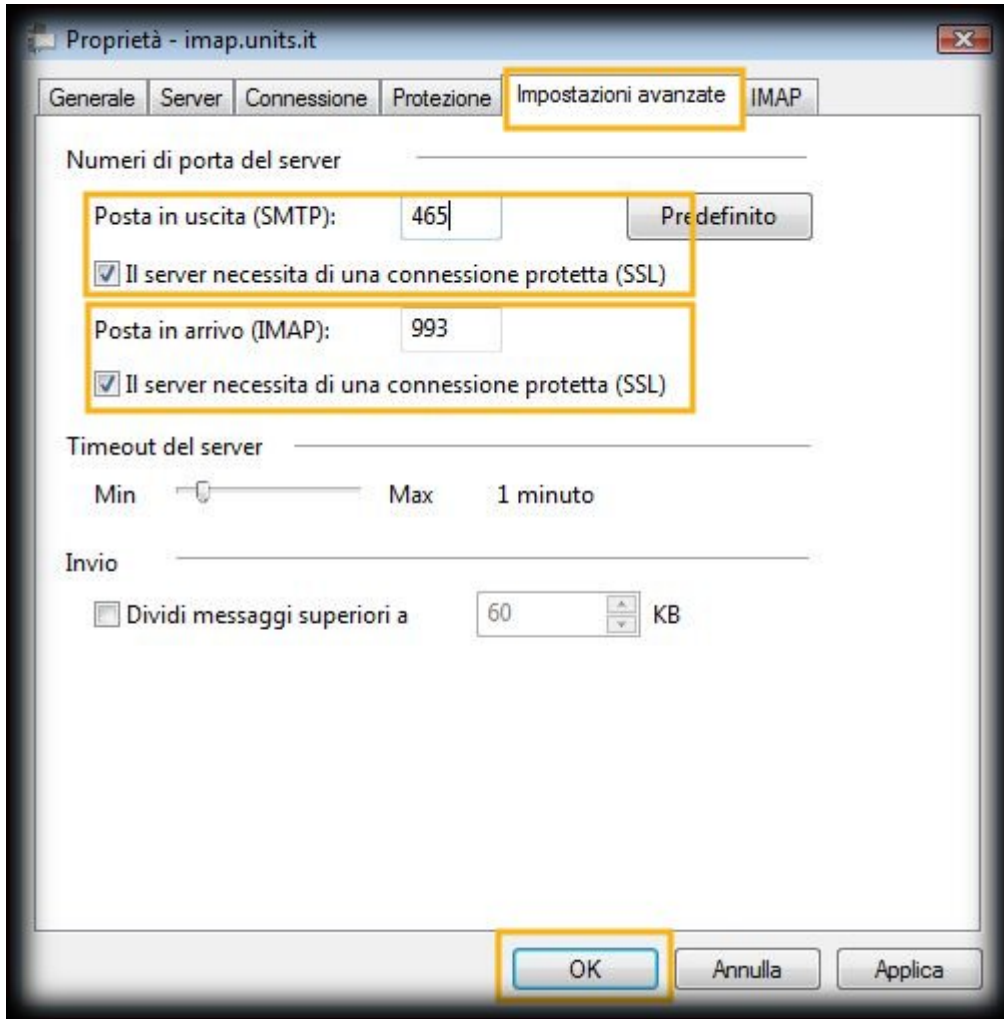 Proprietà - imap.units.it
Generale Server Connessione Protezione Impostazioni avanzate IMAP
Numeri di porta del server
Posta in uscita (SMTP): 465 Predefinito
Il server necessita di una connessione protetta (SSL)
Posta in arrivo (IMAP): 993
Il server necessita di una connessione protetta (SSL)
Timeout del server
Min Max 1 minuto
Invio
Dividi messaggi superiori a 60 KB
OK Annulla Applica